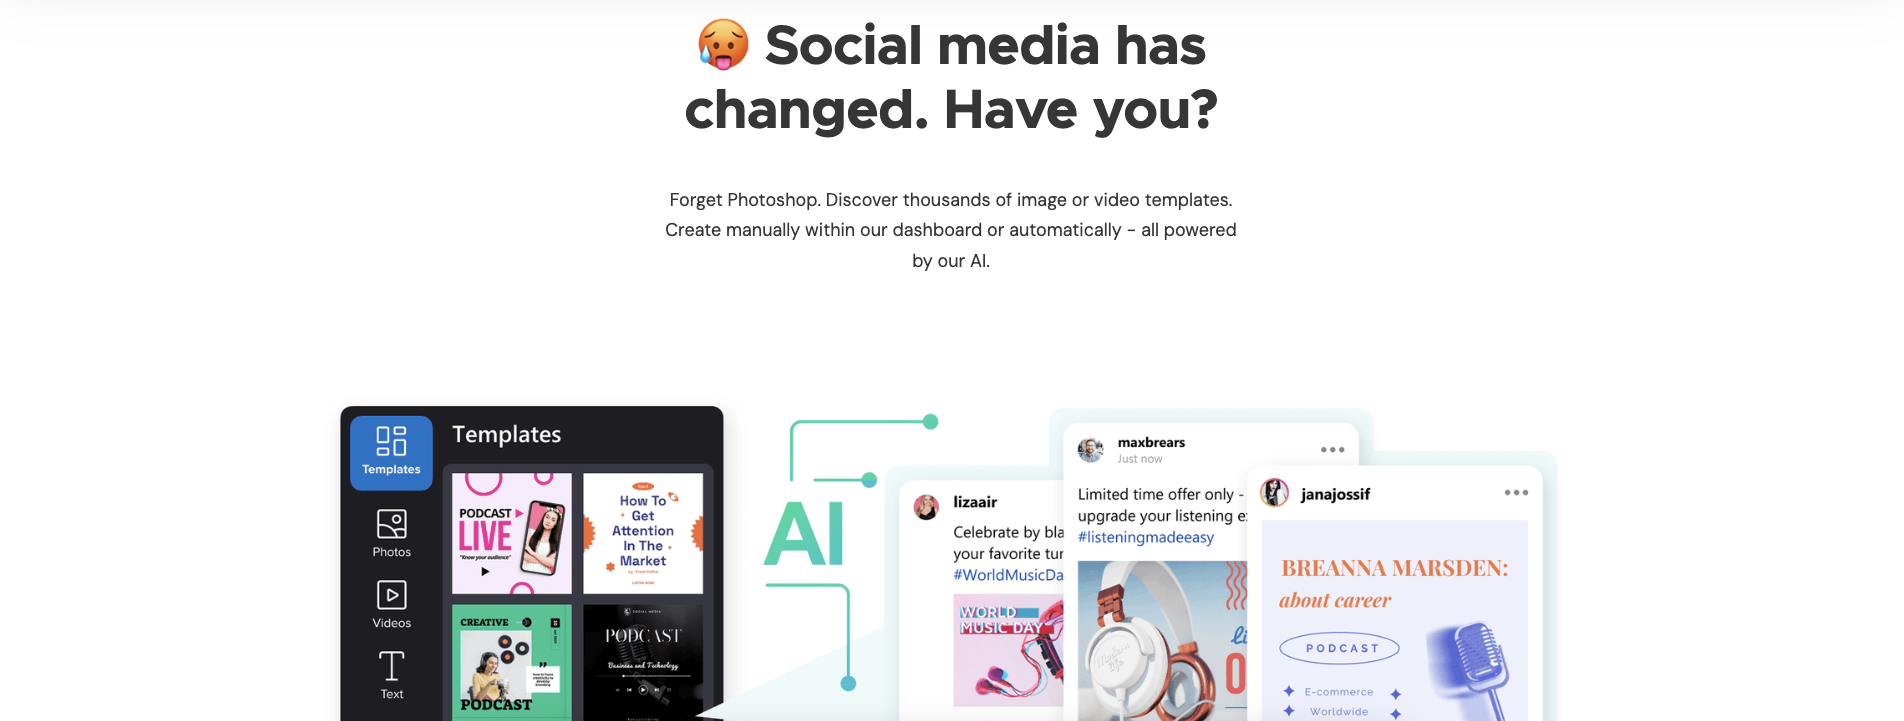 🥵 Social media has
changed. Have you?
Forget Photoshop. Discover thousands of image or video templates.
Create manually within our dashboard or automatically - all powered
by our AI.
Templates
Photos
Videos
Text
Templates
PODCAST
LIVE
"Know your audience"
How To
Get
Attention
In The
Market
LISTEN NOW
CREATIVE
PODCAST
SOCIAL MEDIA
PODCAST
Business and Technology
AI
lizaair
Celebrate by bla
your favorite tur
#WorldMusicDa
WORLD
MUSIC DAY
maxbrears
Just now
Limited time offer only -
upgrade your listening e
#listeningmadeeasy
janajossif
BREANNA MARSDEN:
about career
PODCAST
E-commerce
Worldwide